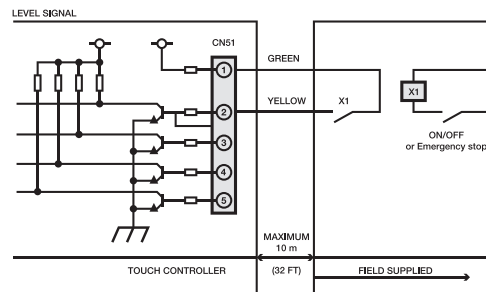 LEVEL SIGNAL
CN51
1
GREEN
2
YELLOW
X1
X1
3
ON/OFF
or Emergency stop
4
5
MAXIMUM
10 m
TOUCH CONTROLLER
(32 FT)
FIELD SUPPLIED